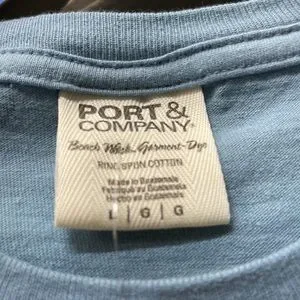 PORT &
COMPANY®
Beach Wash Garment-Dye
RING SPUN COTTON
Made in Guatemala
Fabriqué au Guatemala
Hecho en Guatemala
L | G | G